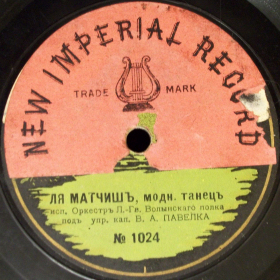 NEW IMPERIAL RECORD
TRADE MARK
ЛЯ МАТЧИШЪ, модн. танецъ
исп. Оркестръ Л.-Гв. Волынскаго полка
подъ упр. кап. В. А. ПАВЕЛКА
№ 1024